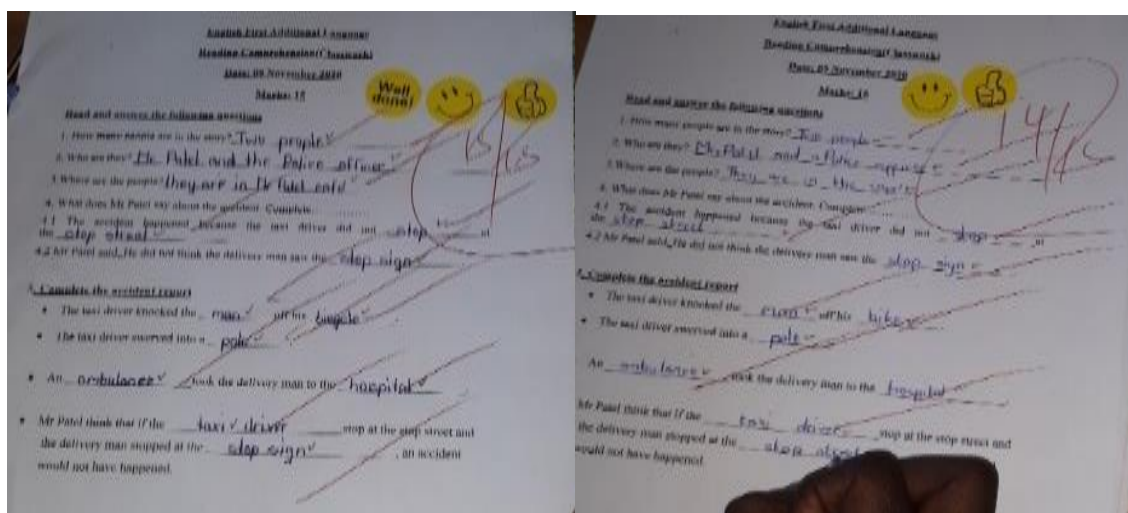 English First Additional Language
Reading Comprehension(Classwork)
Date: 09 November 2020
Marks: 15
Well done!
15/15
Read and answer the following questions
1. How many people are in the story? Two people
2. Who are they? Mr Patel and the Police officer
3. Where are the people? they are in Mr Patel café
4. What does Mr Patel say about the accident. Complete
4.1 The accident happened because the taxi driver did not stop at
the stop street
4.2 Mr Patel said, He did not think the delivery man saw the stop sign
Complete the accident report
The taxi driver knocked the man off his bicycle
The taxi driver swerved into a pole
An ambulance took the delivery man to the hospital
Mr Patel think that if the taxi driver stop at the stop street and
the delivery man stopped at the stop sign, an accident
would not have happened.
English First Additional Language
Reading Comprehension(Classwork)
Date: 05 November 2020
Marks: 15
14/15
Read and answer the following questions
1. How many people are in the story? Two people
2. Who are they? Mr Patel and a Police
3. Where are the people? They are in the
4. What does Mr Patel say about the accident. Complete
4.1 The accident happened because the taxi driver did not stop at
the stop street
4.2 Mr Patel said, He did not think the delivery man saw the stop sign
Complete the accident report
The taxi driver knocked the man off his bike
The taxi driver swerved into a pole
An ambulance took the delivery man to the hospital
Mr Patel think that if the taxi driver stop at the stop street and
the delivery man stopped at the stop
would not have happened.